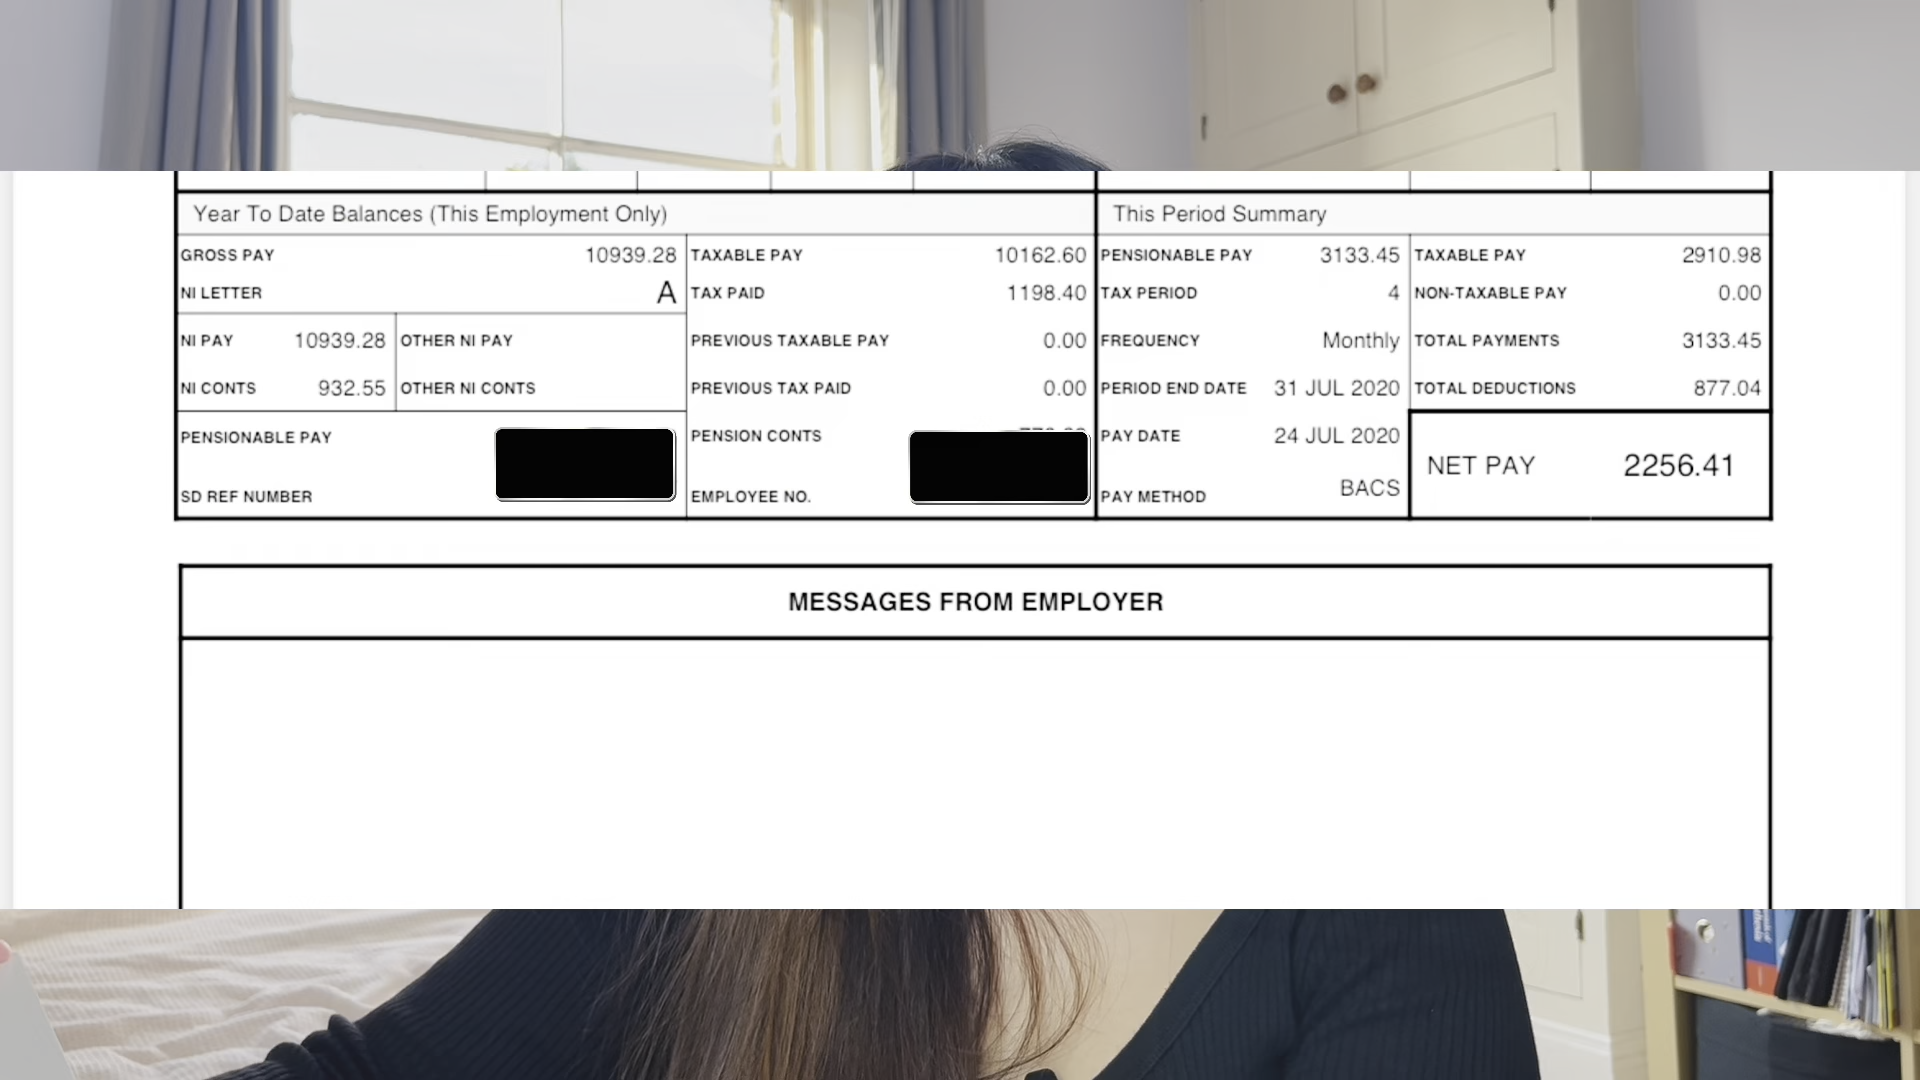 Year To Date Balances (This Employment Only)
This Period Summary
GROSS PAY 10939.28 TAXABLE PAY 10162.60 PENSIONABLE PAY 3133.45 TAXABLE PAY 2910.98
NI LETTER A TAX PAID 1198.40 TAX PERIOD 4 NON-TAXABLE PAY 0.00
NI PAY 10939.28 OTHER NI PAY PREVIOUS TAXABLE PAY 0.00 FREQUENCY Monthly TOTAL PAYMENTS 3133.45
NI CONTS 932.55 OTHER NI CONTS PREVIOUS TAX PAID 0.00 PERIOD END DATE 31 JUL 2020 TOTAL DEDUCTIONS 877.04
PENSIONABLE PAY PENSION CONTS PAY DATE 24 JUL 2020
NET PAY 2256.41
SD REF NUMBER EMPLOYEE NO. PAY METHOD BACS
MESSAGES FROM EMPLOYER